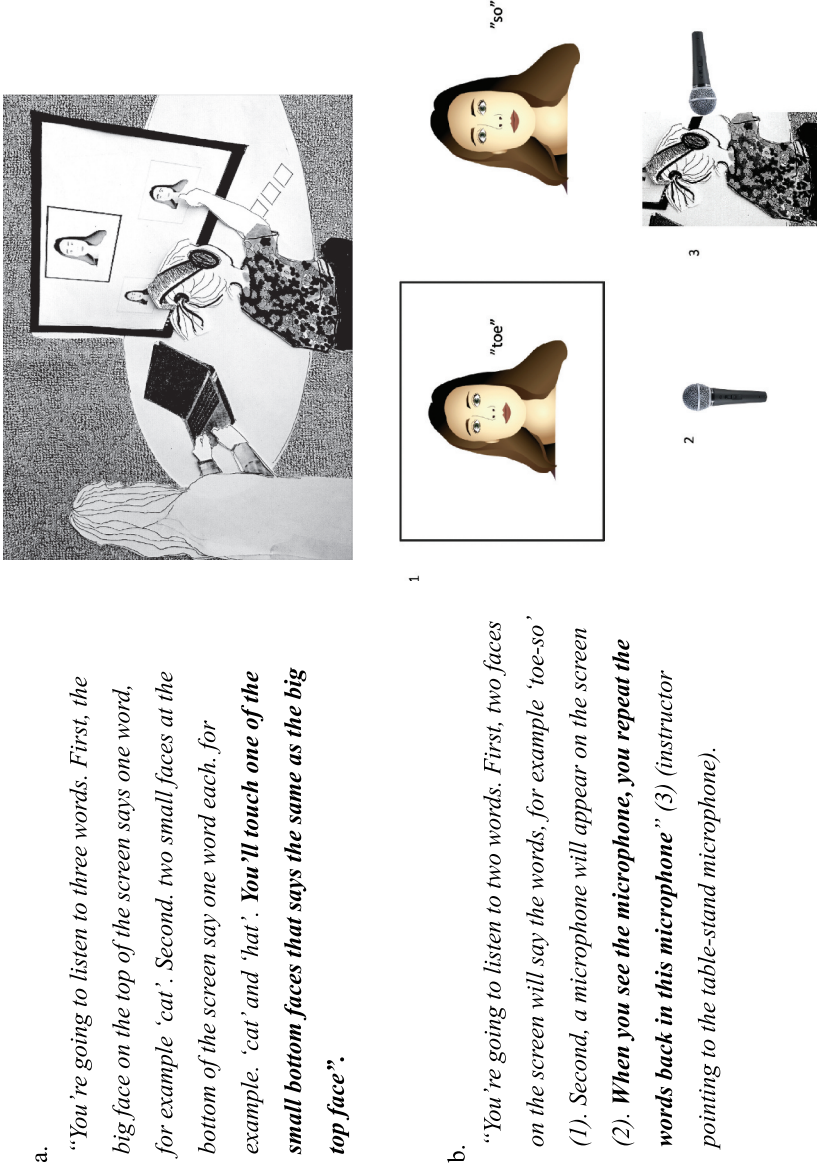 a.
“You’re going to listen to three words. First, the
big face on the top of the screen says one word,
for example ‘cat’. Second. two small faces at the
bottom of the screen say one word each. for
example. ‘cat’ and ‘hat’. You’ll touch one of the
small bottom faces that says the same as the big
top face”.
b.
“You’re going to listen to two words. First, two faces
on the screen will say the words, for example ‘toe-so’
(1). Second, a microphone will appear on the screen
(2). When you see the microphone, you repeat the
words back in this microphone” (3) (instructor
pointing to the table-stand microphone).
1
"toe"
"so"
2
3